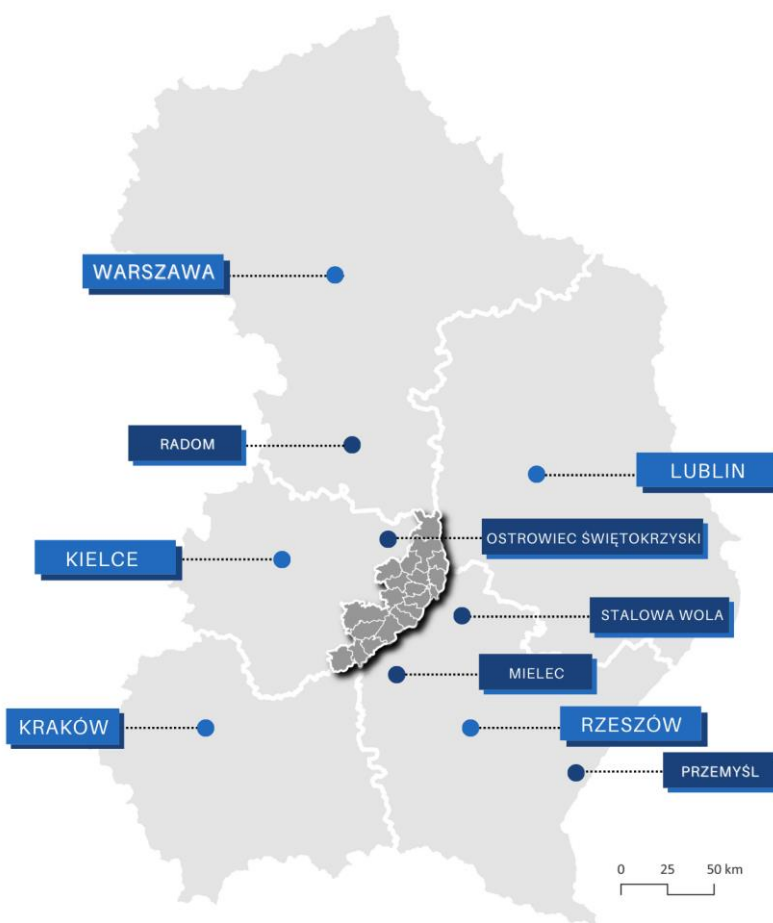 WARSZAWA
RADOM
LUBLIN
OSTROWIEC ŚWIĘTOKRZYSKI
KIELCE
STALOWA WOLA
MIELEC
KRAKÓW
RZESZÓW
PRZEMYŚL
0 25 50 km